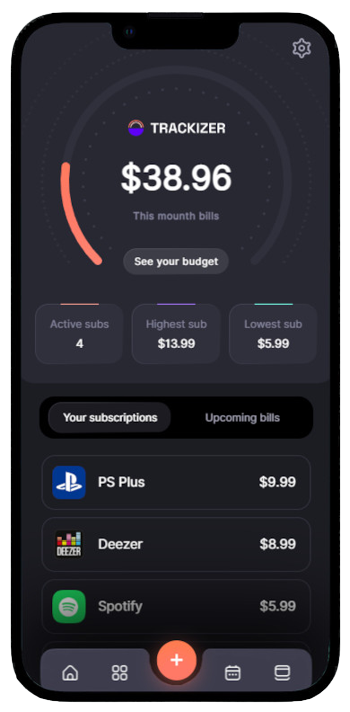 TRACKIZER
$38.96
This mounth bills
See your budget
Active subs
4
Highest sub
$13.99
Lowest sub
$5.99
Your subscriptions
Upcoming bills
PS Plus
$9.99
DEEZER
Deezer
$8.99
Spotify
$5.99